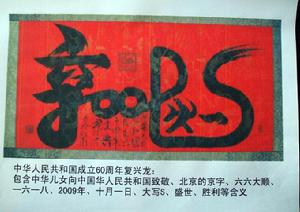 中华人民共和国成立60周年复兴龙：
包含中华儿女向中国华人民共和国致敬、北京的京字、六六大顺、
一六一八、2009年、十月一日、大写S、盛世、胜利等含义